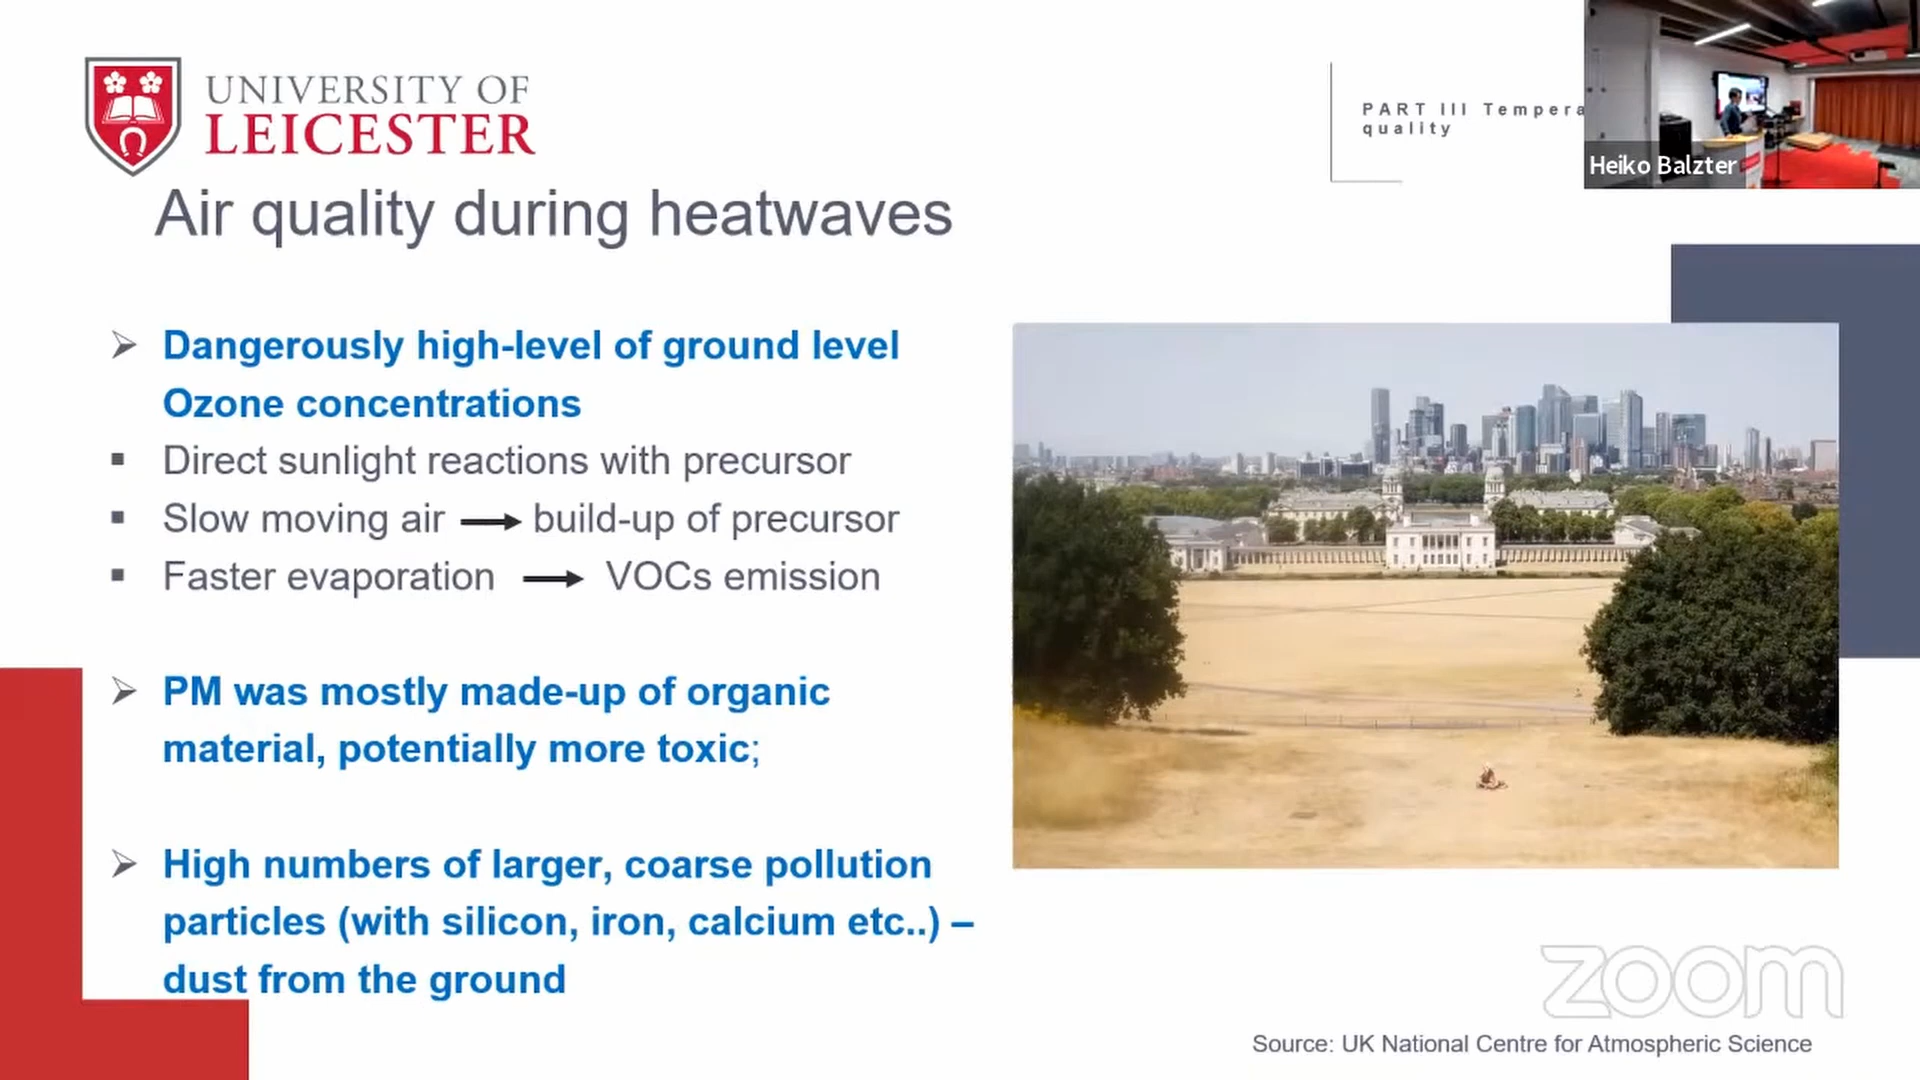 UNIVERSITY OF
LEICESTER
PART III Tempera
quality
Heiko Balzter
Air quality during heatwaves
Dangerously high-level of ground level
Ozone concentrations
Direct sunlight reactions with precursor
Slow moving air → build-up of precursor
Faster evaporation → VOCs emission
PM was mostly made-up of organic
material, potentially more toxic;
High numbers of larger, coarse pollution
particles (with silicon, iron, calcium etc..) –
dust from the ground
zoom
Source: UK National Centre for Atmospheric Science